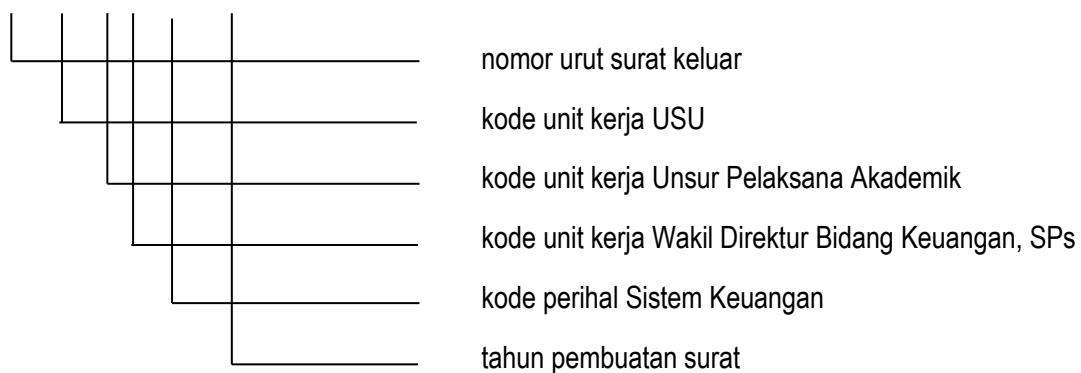 nomor urut surat keluar
kode unit kerja USU
kode unit kerja Unsur Pelaksana Akademik
kode unit kerja Wakil Direktur Bidang Keuangan, SPs
kode perihal Sistem Keuangan
tahun pembuatan surat